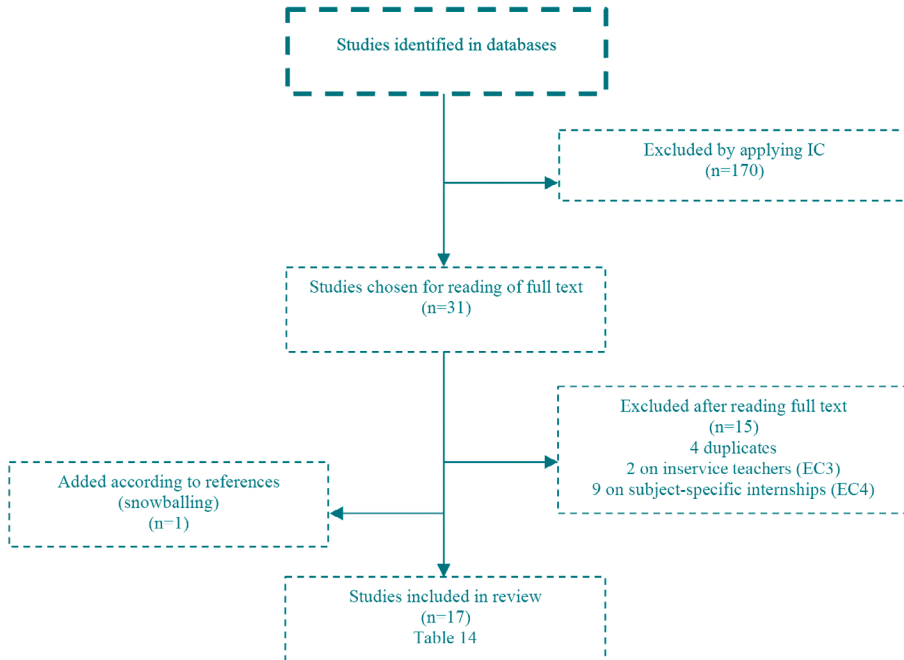 Studies identified in databases
Excluded by applying IC
(n=170)
Studies chosen for reading of full text
(n=31)
Excluded after reading full text
(n=15)
4 duplicates
2 on inservice teachers (EC3)
9 on subject-specific internships (EC4)
Added according to references
(snowballing)
(n=1)
Studies included in review
(n=17)
Table 14